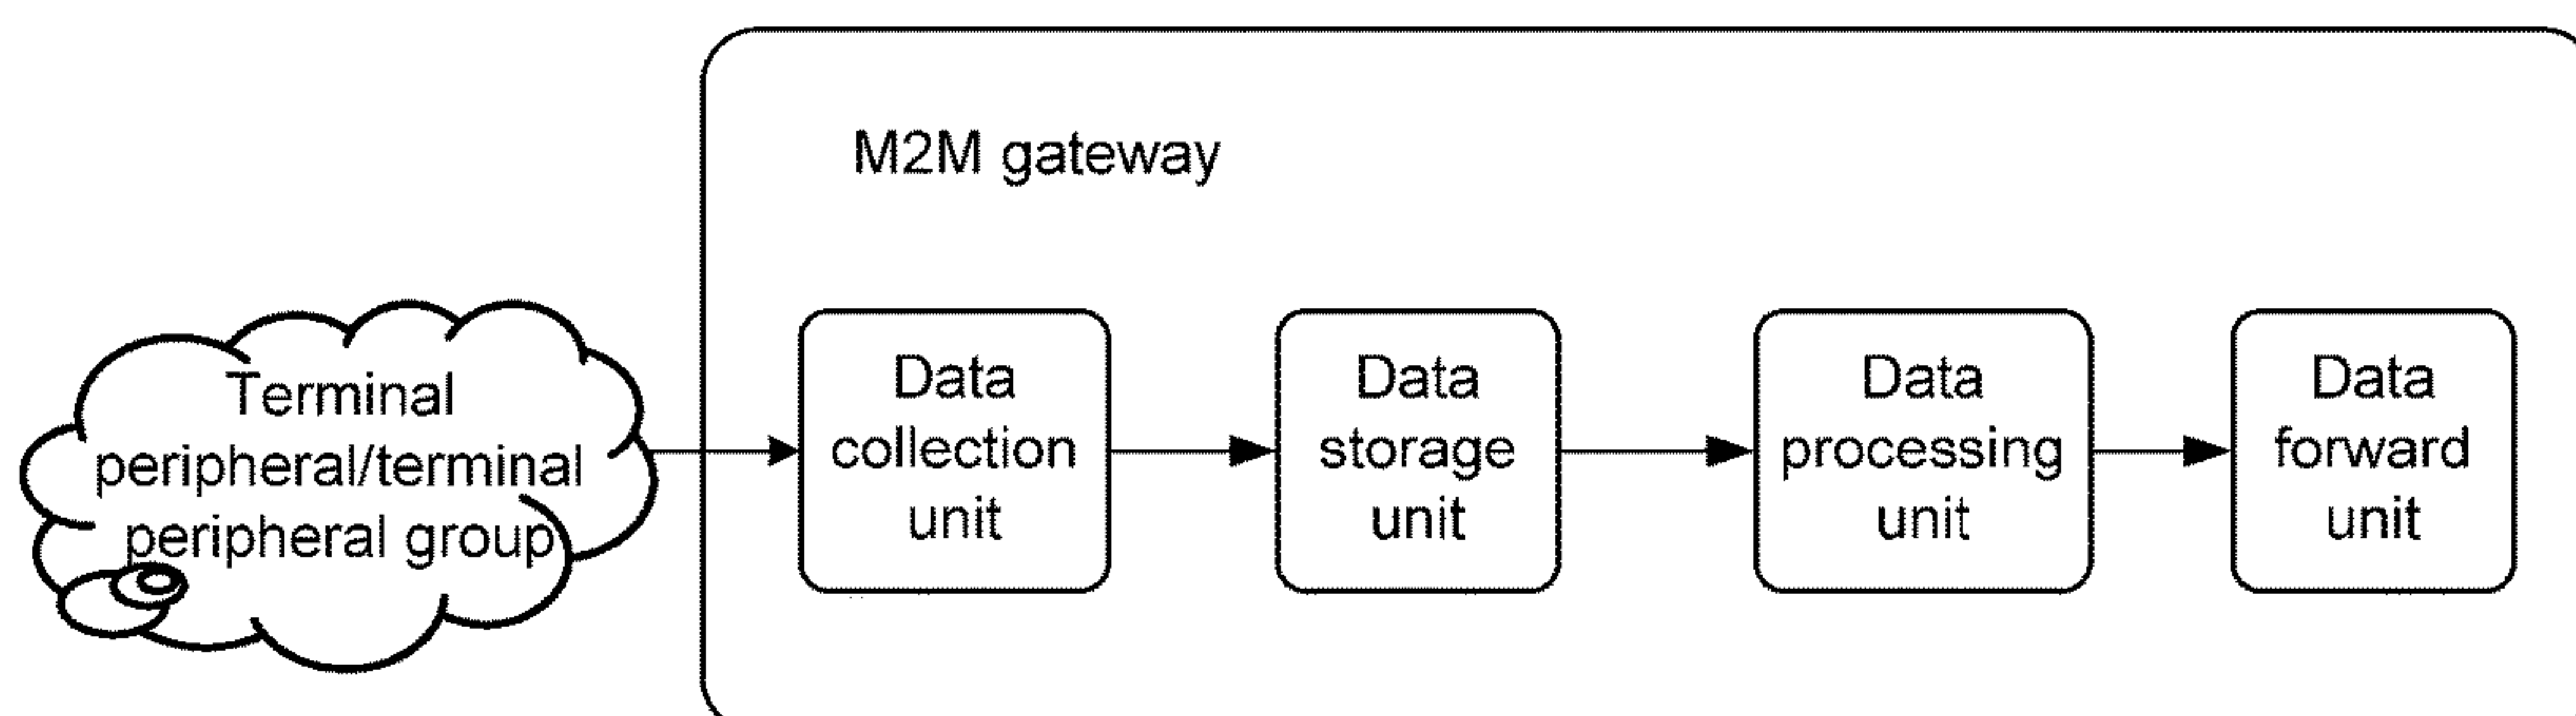 M2M gateway
Terminal
peripheral/terminal
peripheral group
Data
collection
unit
Data
storage
unit
Data
processing
unit
Data
forward
unit